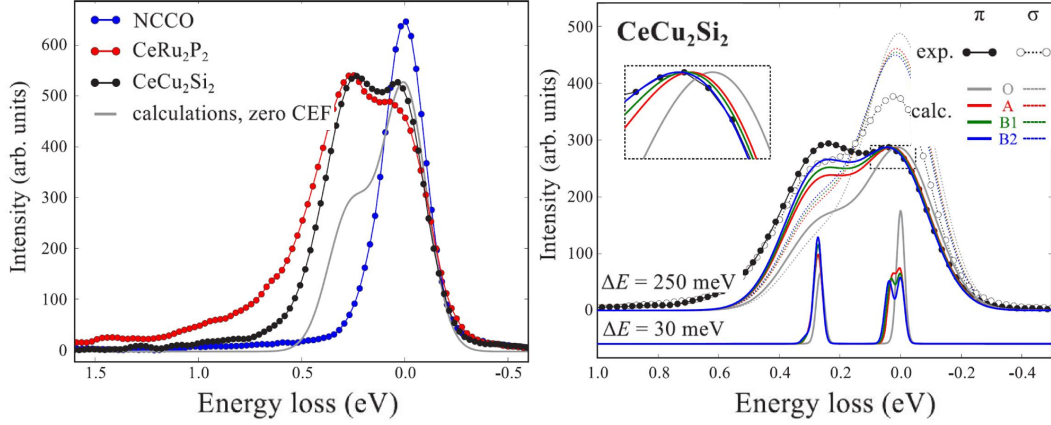 NCCO
CeRu2P2
CeCu2Si2
calculations, zero CEF
Intensity (arb. units)
600
500
400
300
200
100
0
1.5
1.0
0.5
0.0
-0.5
Energy loss (eV)
CeCu2Si2
π
σ
exp.
calc.
O
A
B1
B2
Intensity (arb. units)
500
400
300
200
100
0
ΔE = 250 meV
ΔE = 30 meV
1.0
0.8
0.6
0.4
0.2
0.0
-0.2
-0.4
Energy loss (eV)